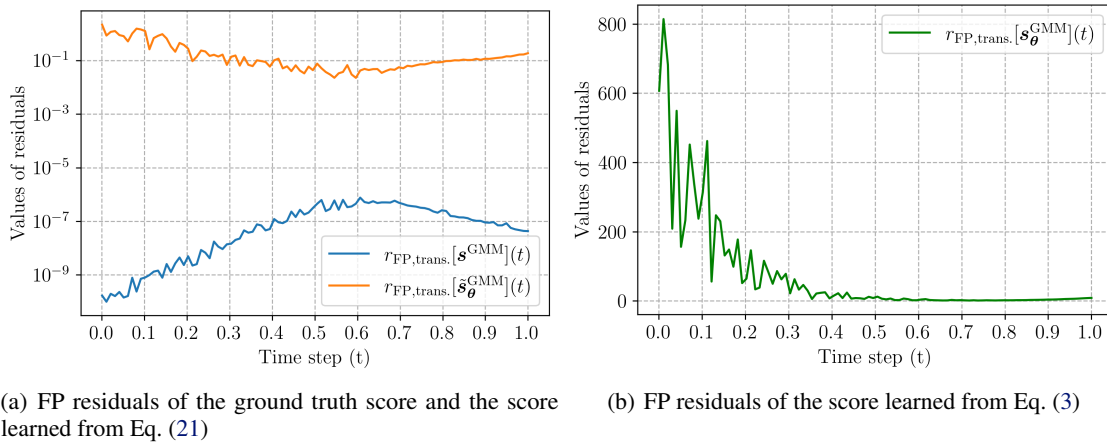 Values of residuals
10⁻¹
10⁻³
10⁻⁵
10⁻⁷
10⁻⁹
r_FP,trans.[s^GMM](t)
r_FP,trans.[s̃_θ^GMM](t)
0.0 0.1 0.2 0.3 0.4 0.5 0.6 0.7 0.8 0.9 1.0
Time step (t)
(a) FP residuals of the ground truth score and the score
learned from Eq. (21)
Values of residuals
800
600
400
200
0
r_FP,trans.[s_θ^GMM](t)
0.0 0.1 0.2 0.3 0.4 0.5 0.6 0.7 0.8 0.9 1.0
Time step (t)
(b) FP residuals of the score learned from Eq. (3)